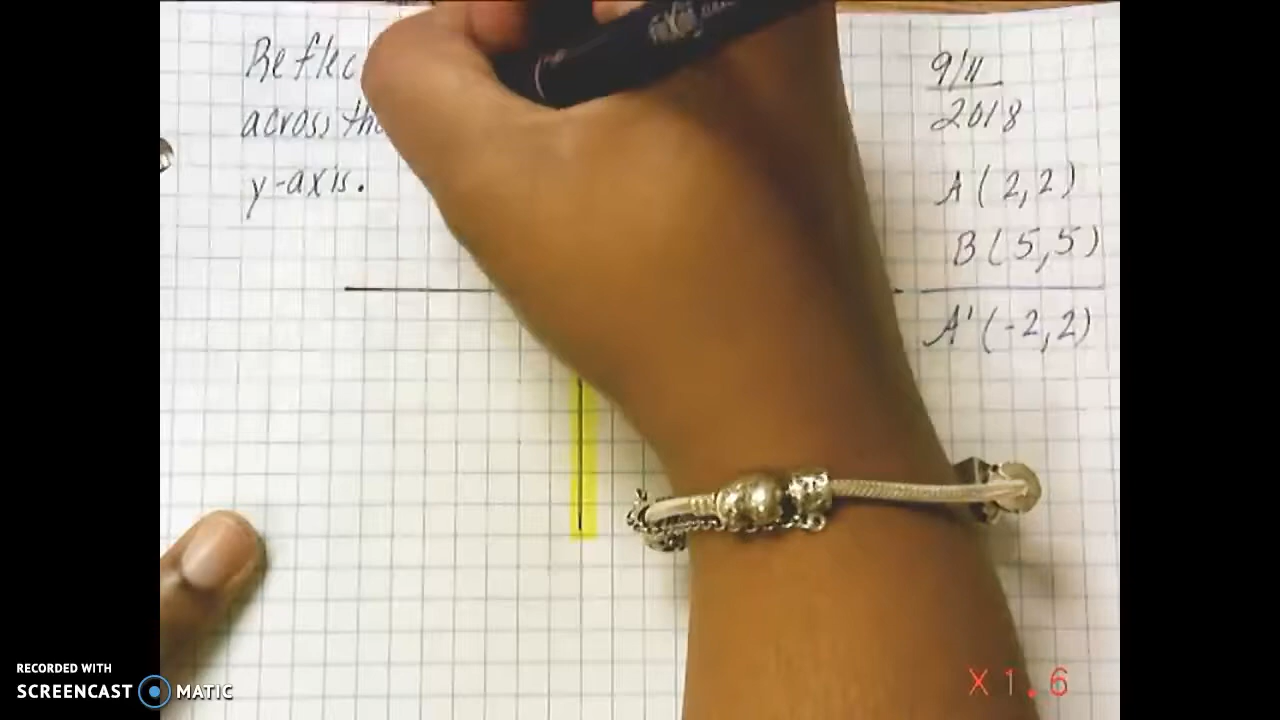 Reflec
across the
y-axis.
9/11
2018
A (2,2)
B (5,5)
A' (-2,2)
RECORDED WITH
SCREENCAST MATIC
X1.6